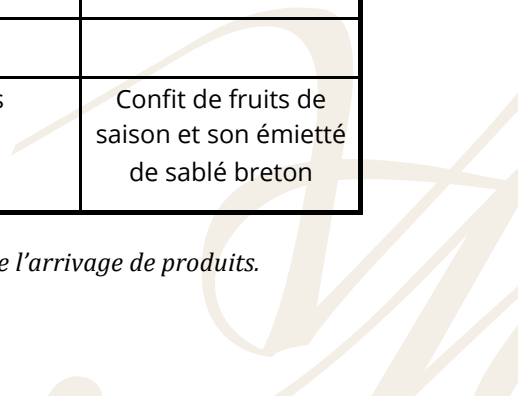 s
Confit de fruits de
saison et son émietté
de sablé breton
e l'arrivage de produits.